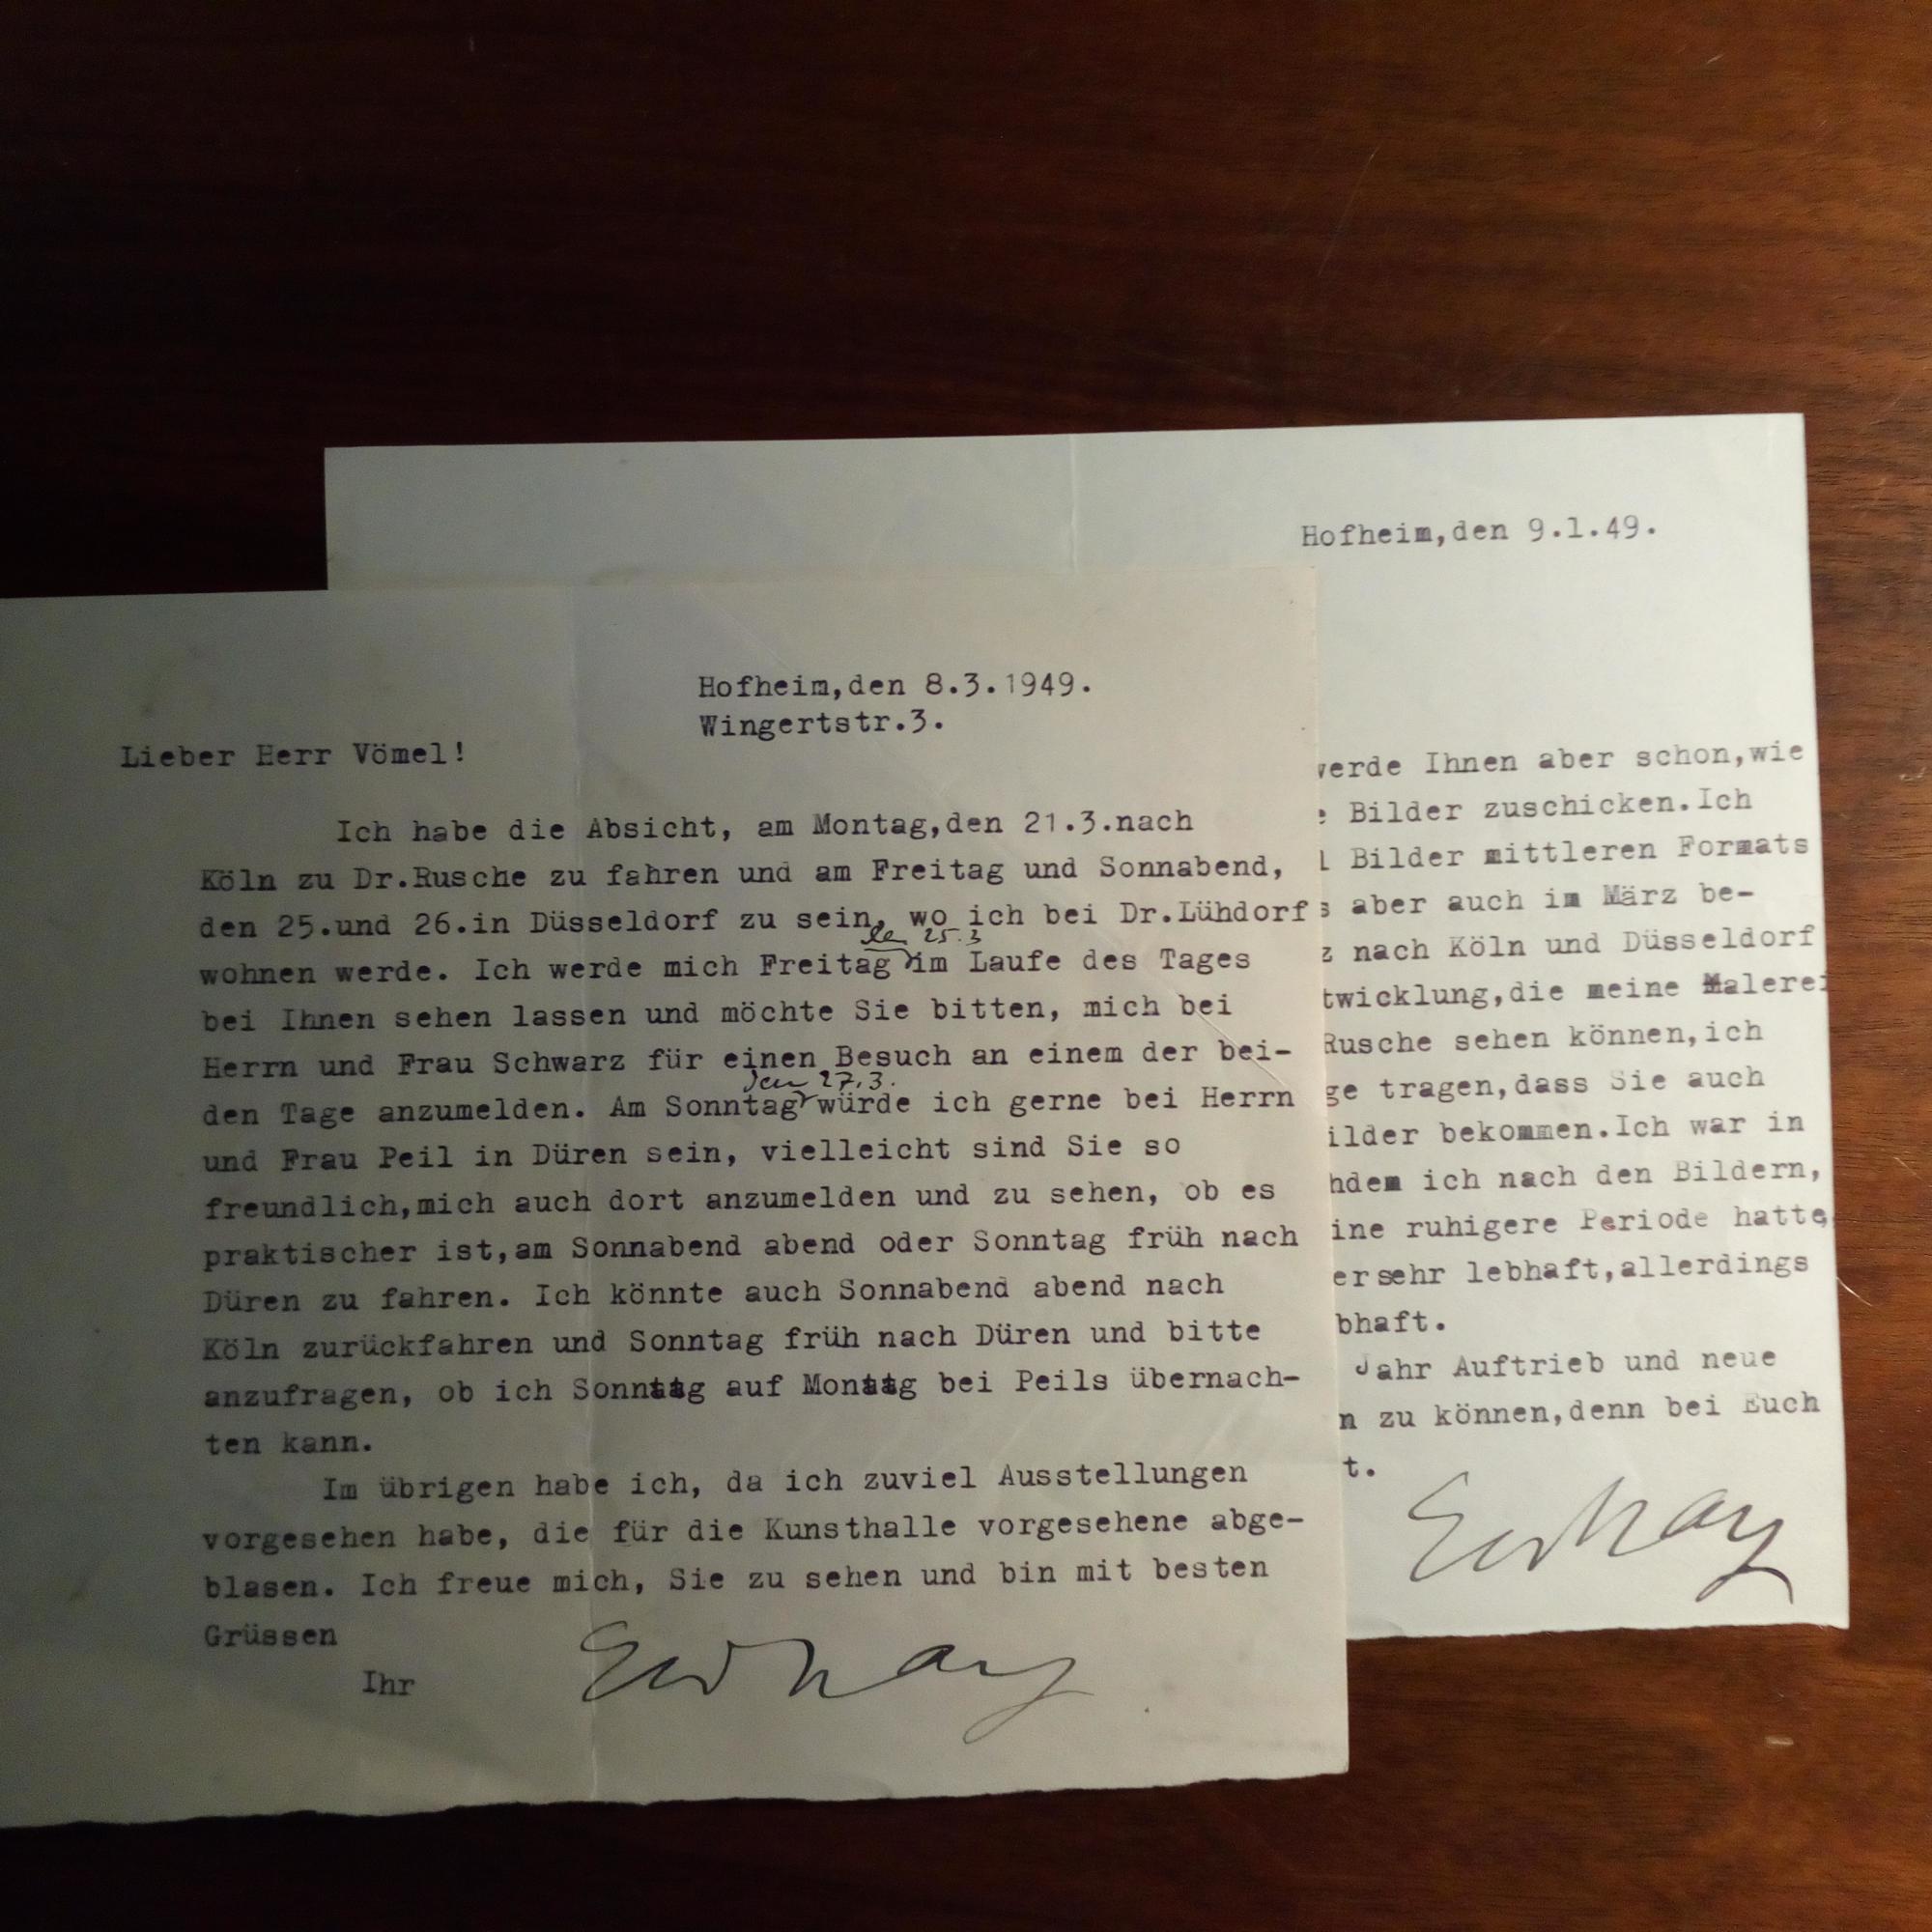 Hofheim,den 8.3.1949.
Wingertstr.3.
Lieber Herr Vömel!
Ich habe die Absicht, am Montag,den 21.3.nach
Köln zu Dr.Rusche zu fahren und am Freitag und Sonnabend,
den 25.und 26.in Düsseldorf zu sein, wo ich bei Dr.Lühdorf
den 25.3
wohnen werde. Ich werde mich Freitag im Laufe des Tages
bei Ihnen sehen lassen und möchte Sie bitten, mich bei
Herrn und Frau Schwarz für einen Besuch an einem der bei-
den 27.3.
den Tage anzumelden. Am Sonntag würde ich gerne bei Herrn
und Frau Peil in Düren sein, vielleicht sind Sie so
freundlich,mich auch dort anzumelden und zu sehen, ob es
praktischer ist,am Sonnabend abend oder Sonntag früh nach
Düren zu fahren. Ich könnte auch Sonnabend abend nach
Köln zurückfahren und Sonntag früh nach Düren und bitte
anzufragen, ob ich Sonntag auf Montag bei Peils übernach-
ten kann.
Im übrigen habe ich, da ich zuviel Ausstellungen
vorgesehen habe, die für die Kunsthalle vorgesehene abge-
blasen. Ich freue mich, Sie zu sehen und bin mit besten
Grüssen
Ihr
EWNay
Hofheim,den 9.1.49.
werde Ihnen aber schon,wie
e Bilder zuschicken.Ich
l Bilder mittleren Formats
s aber auch im März be-
z nach Köln und Düsseldorf
twicklung,die meine Malerei
Rusche sehen können,ich
ge tragen,dass Sie auch
ilder bekommen.Ich war in
hdem ich nach den Bildern,
ine ruhigere Periode hatte,
er sehr lebhaft,allerdings
bhaft.
Jahr Auftrieb und neue
n zu können,denn bei Euch
t.
EWNay